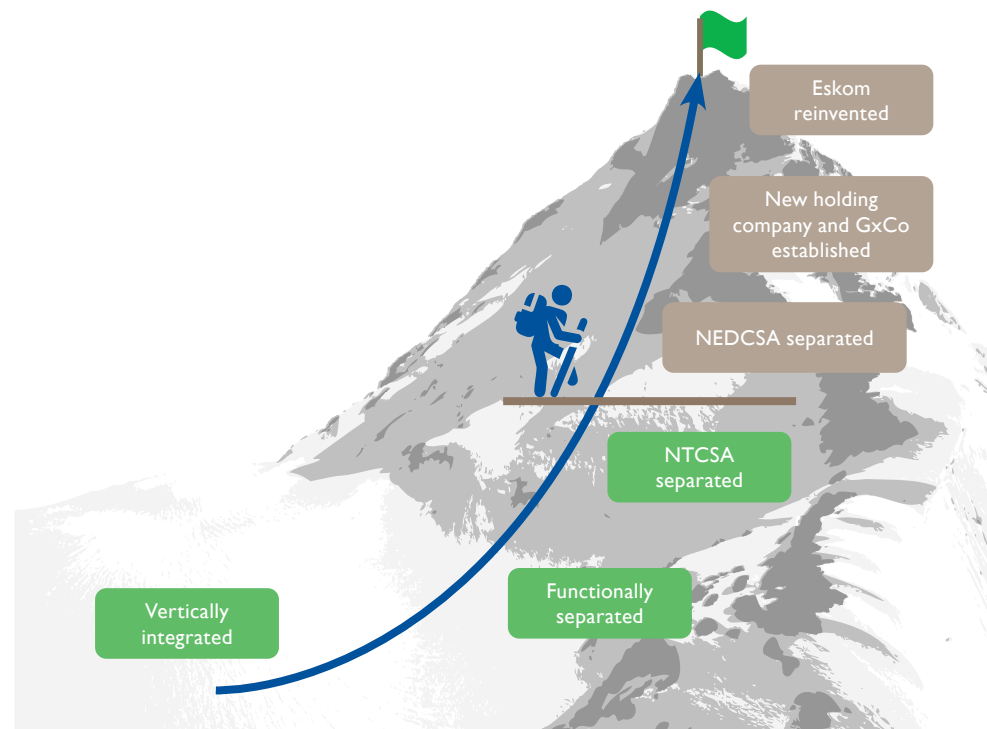 Eskom
reinvented
New holding
company and GxCo
established
NEDCSA separated
NTCSA
separated
Functionally
separated
Vertically
integrated